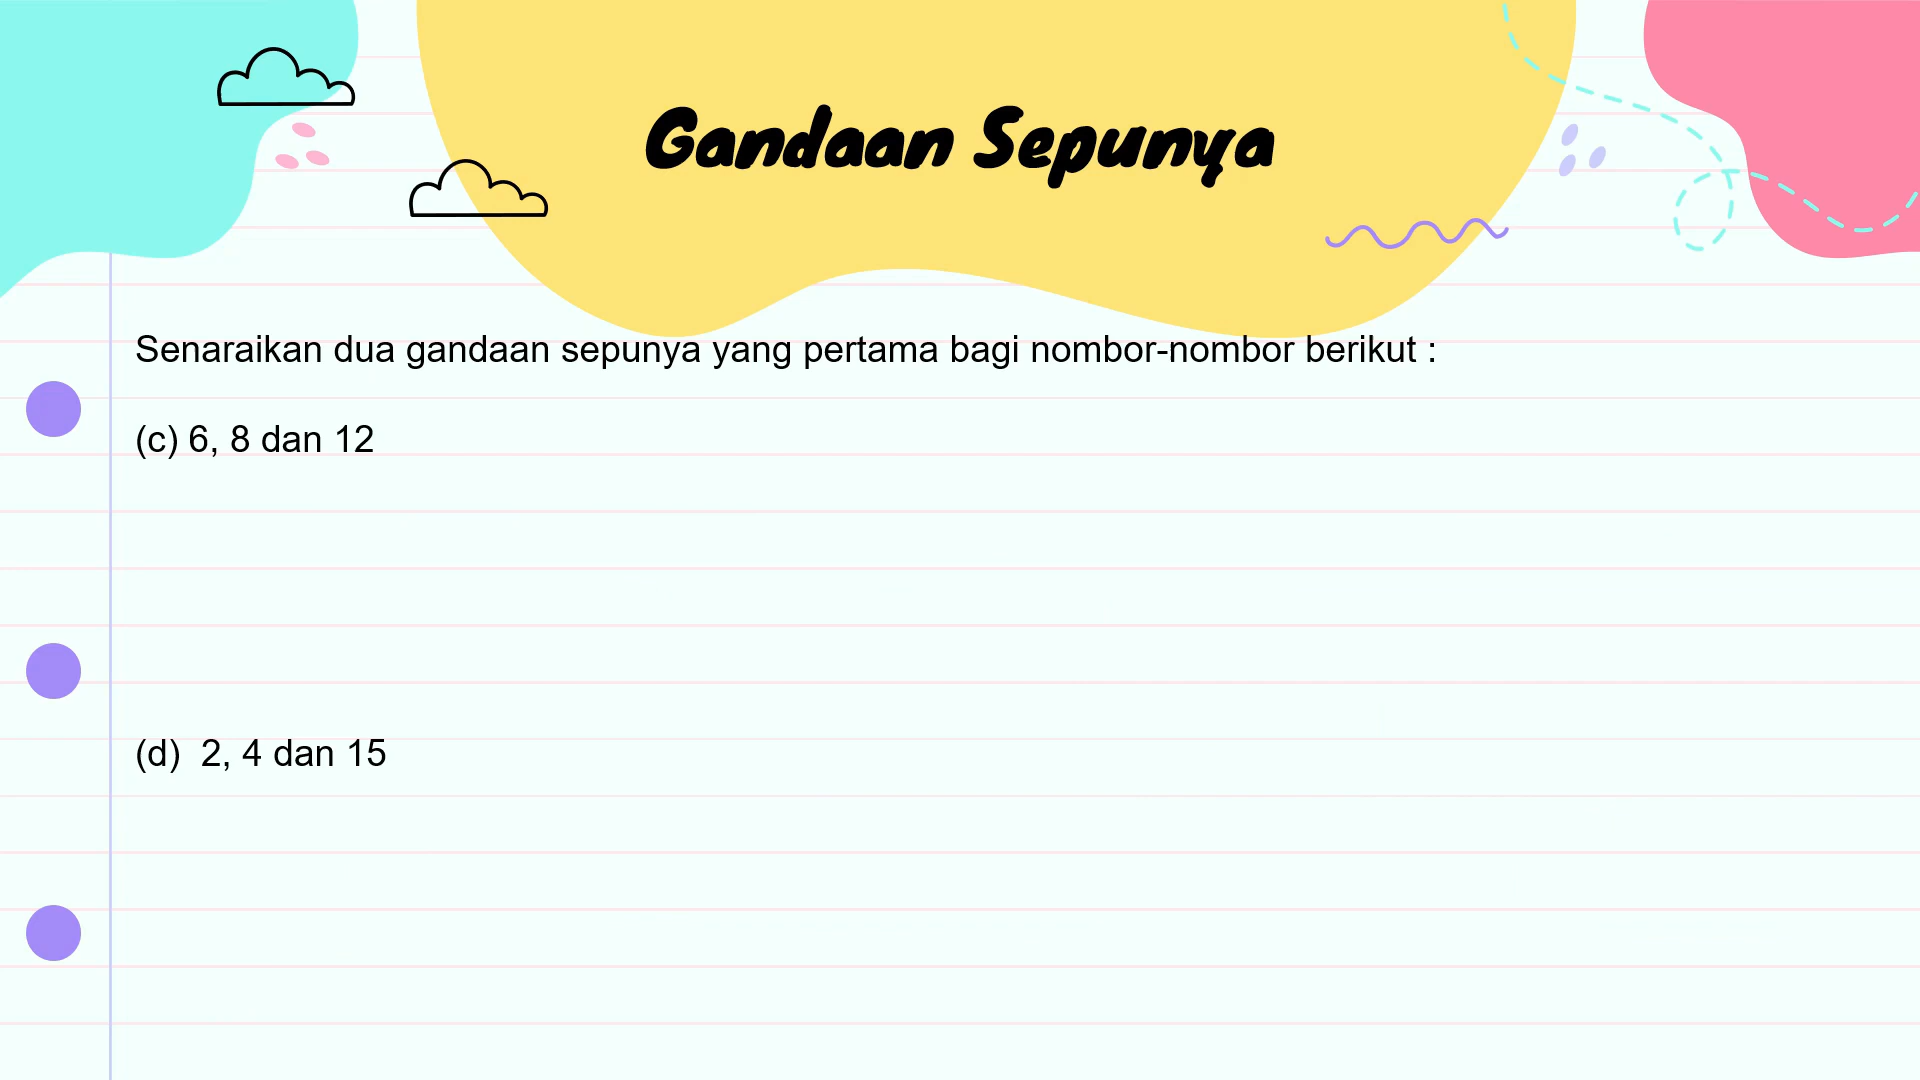 Gandaan Sepunya
Senaraikan dua gandaan sepunya yang pertama bagi nombor-nombor berikut :
(c) 6, 8 dan 12
(d)  2, 4 dan 15